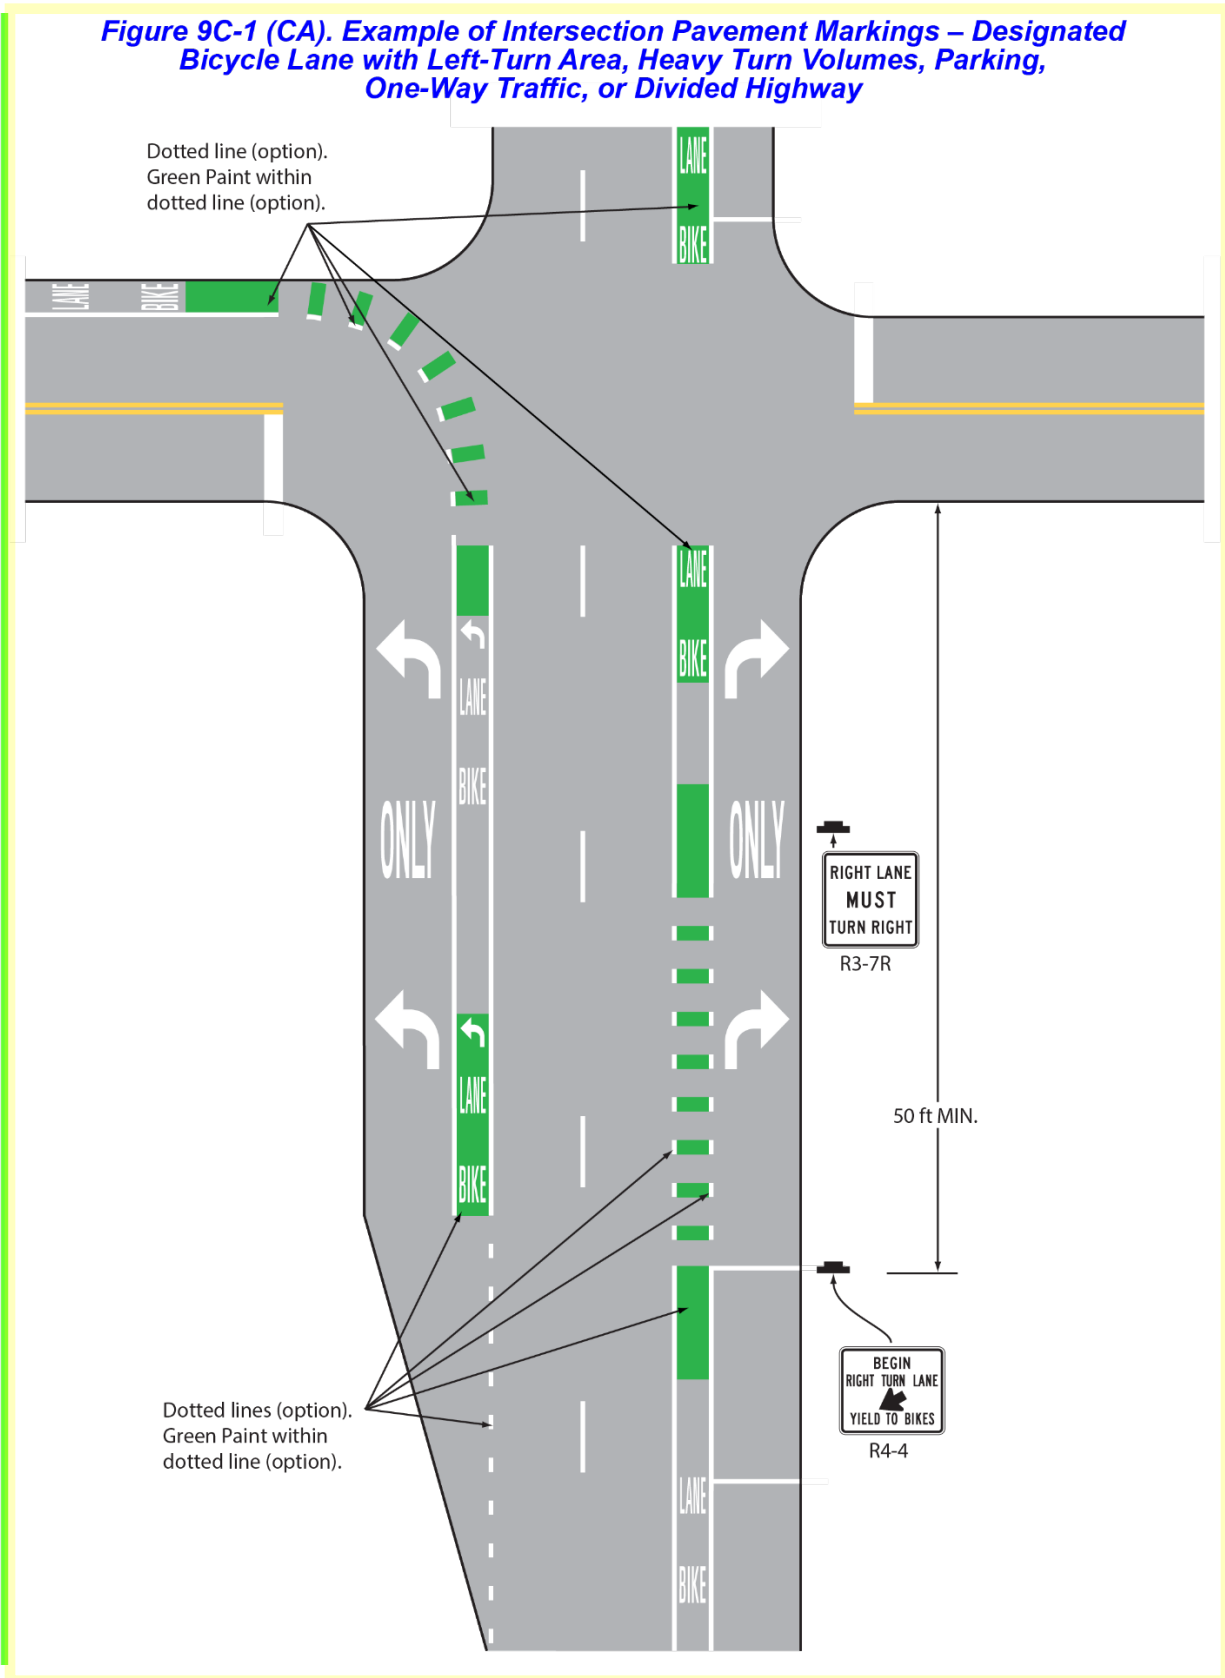 Figure 9C-1 (CA). Example of Intersection Pavement Markings – Designated
Bicycle Lane with Left-Turn Area, Heavy Turn Volumes, Parking,
One-Way Traffic, or Divided Highway
Dotted line (option).
Green Paint within
dotted line (option).
LANE
BIKE
LANE
BIKE
LANE
BIKE
LANE
BIKE
ONLY
ONLY
RIGHT LANE
MUST
TURN RIGHT
R3-7R
LANE
BIKE
50 ft MIN.
BEGIN
RIGHT TURN LANE
YIELD TO BIKES
R4-4
Dotted lines (option).
Green Paint within
dotted line (option).
LANE
BIKE